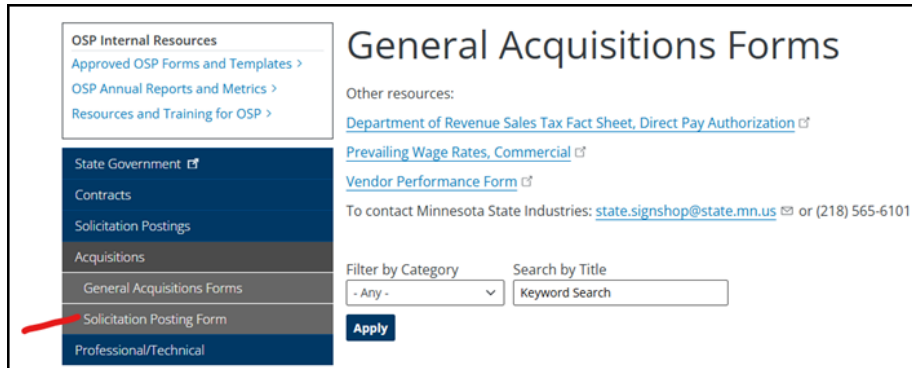 OSP Internal Resources
Approved OSP Forms and Templates >
OSP Annual Reports and Metrics >
Resources and Training for OSP >
State Government
Contracts
Solicitation Postings
Acquisitions
General Acquisitions Forms
Solicitation Posting Form
Professional/Technical
General Acquisitions Forms
Other resources:
Department of Revenue Sales Tax Fact Sheet, Direct Pay Authorization
Prevailing Wage Rates, Commercial
Vendor Performance Form
To contact Minnesota State Industries: state.signshop@state.mn.us or (218) 565-6101
Filter by Category
Search by Title
- Any -
Keyword Search
Apply